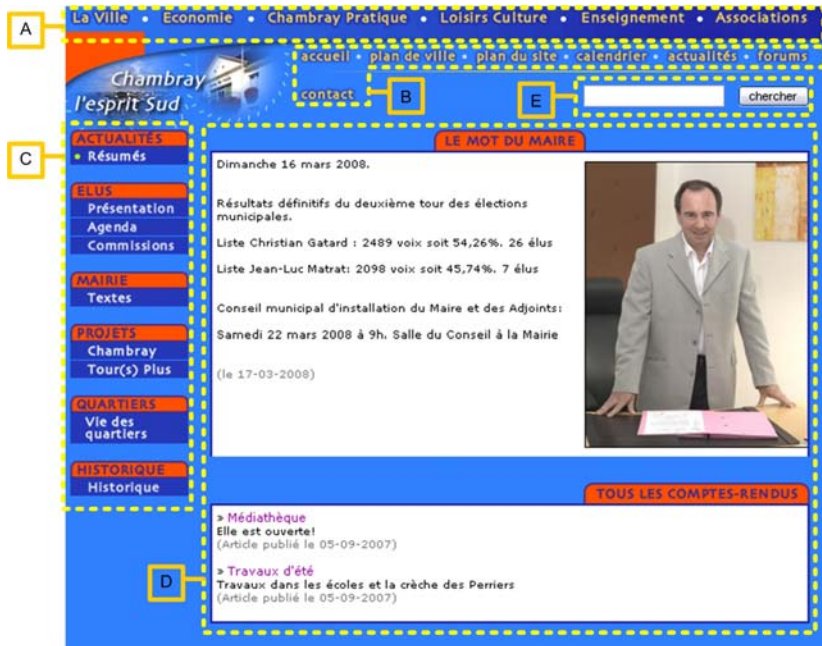 La Ville • Économie • Chambray Pratique • Loisirs Culture • Enseignement • Associations
A
accueil • plan de ville • plan du site • calendrier • actualités • forums
contact
B
E
chercher
Chambray
l'esprit Sud
C
ACTUALITÉS
• Résumés
ELUS
Présentation
Agenda
Commissions
MAIRIE
Textes
PROJETS
Chambray
Tour(s) Plus
QUARTIERS
Vie des
quartiers
HISTORIQUE
Historique
LE MOT DU MAIRE
Dimanche 16 mars 2008.
Résultats définitifs du deuxième tour des élections
municipales.
Liste Christian Gatard : 2489 voix soit 54,26%. 26 élus
Liste Jean-Luc Matrat: 2098 voix soit 45,74%. 7 élus
Conseil municipal d'installation du Maire et des Adjoints:
Samedi 22 mars 2008 à 9h. Salle du Conseil à la Mairie
(le 17-03-2008)
TOUS LES COMPTES-RENDUS
» Médiathèque
Elle est ouverte!
(Article publié le 05-09-2007)
D
» Travaux d'été
Travaux dans les écoles et la crèche des Perriers
(Article publié le 05-09-2007)